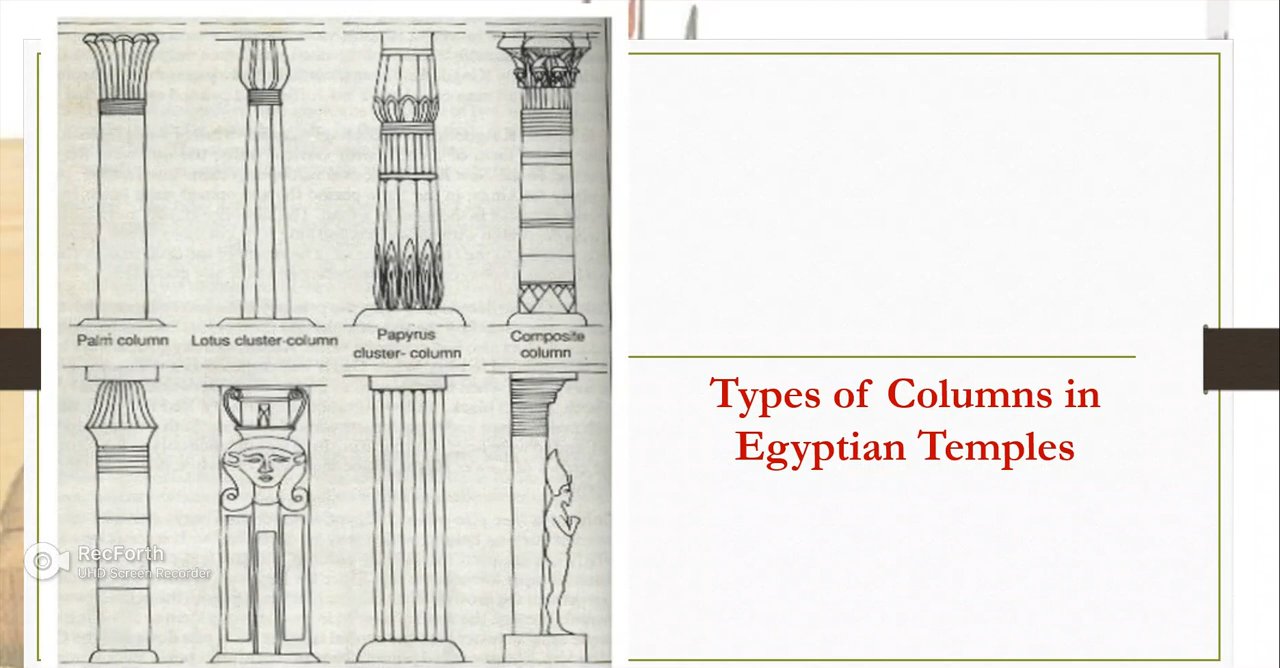 Palm column
Lotus cluster-column
Papyrus
cluster- column
Composite
column
Types of Columns in
Egyptian Temples
RecForth
UHD Screen Recorder